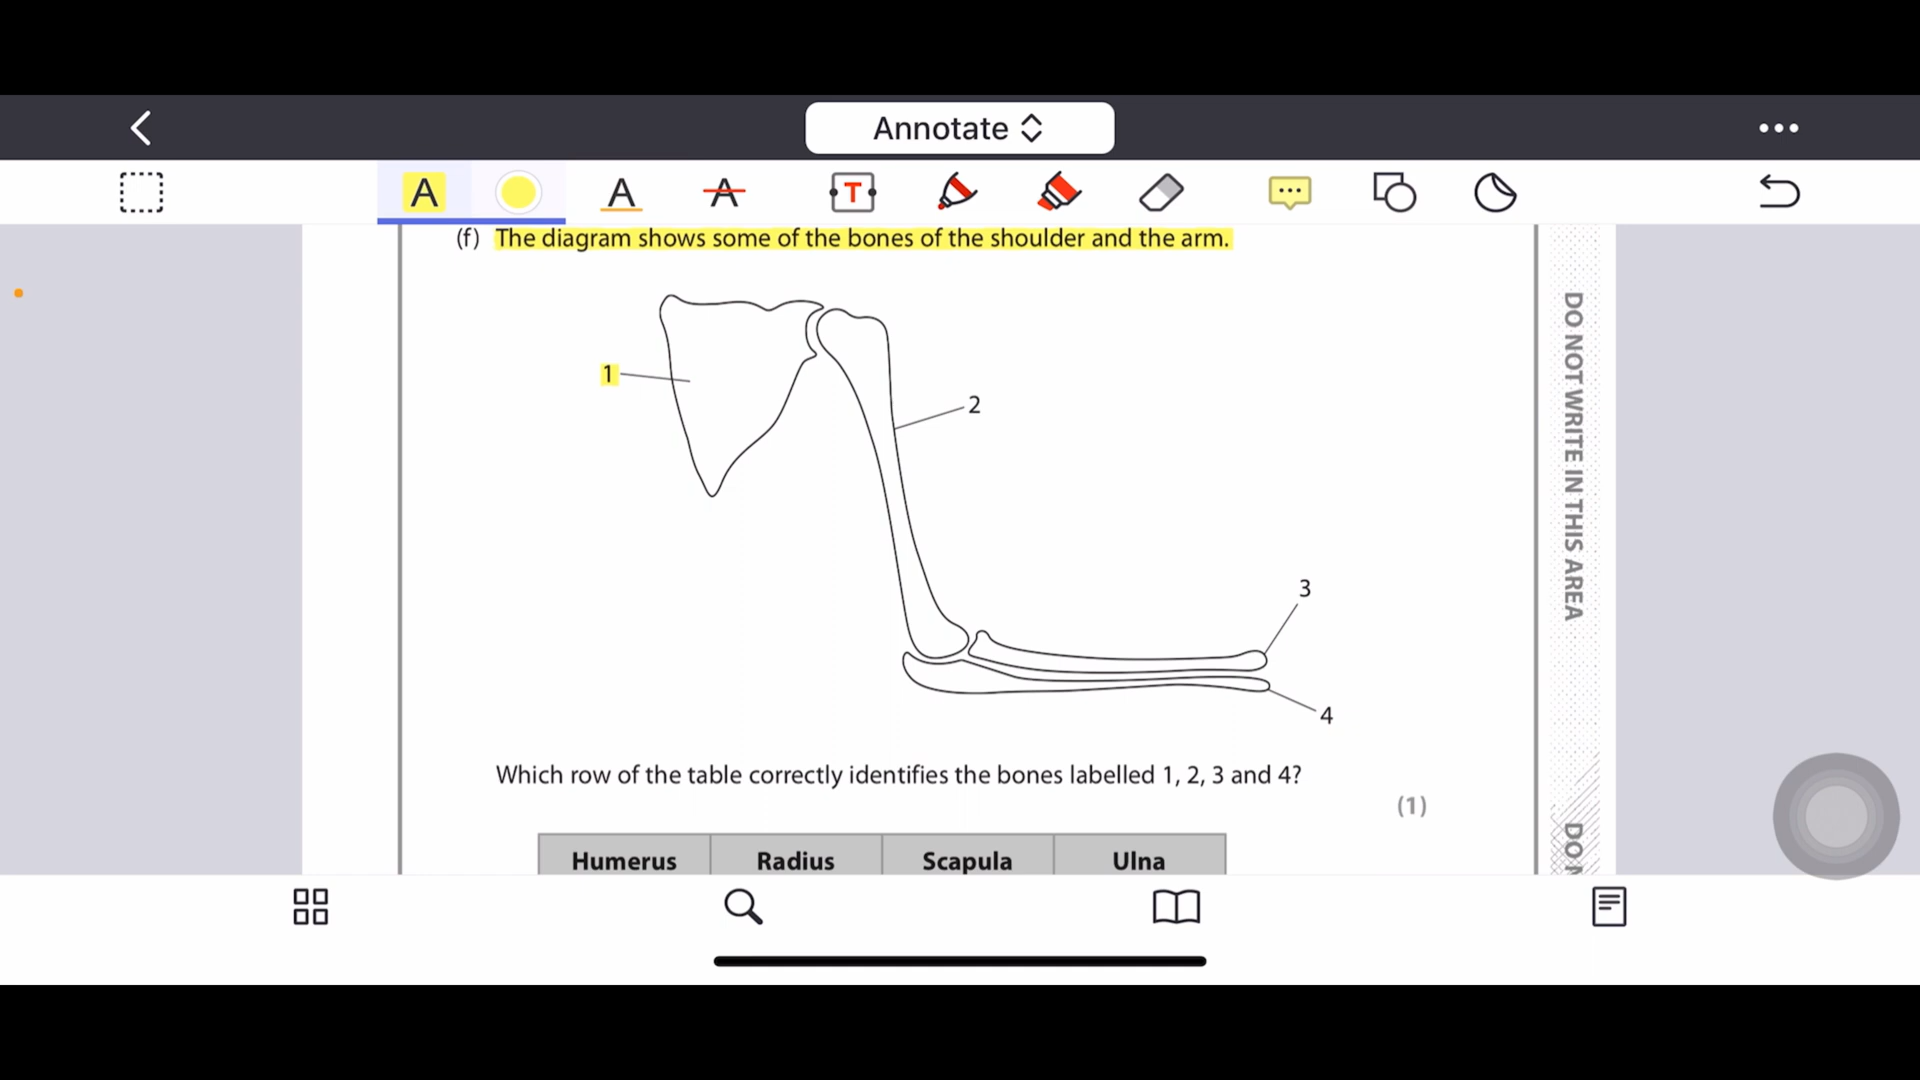 Annotate
A A A T
(f) The diagram shows some of the bones of the shoulder and the arm.
1
2
3
4
Which row of the table correctly identifies the bones labelled 1, 2, 3 and 4?
(1)
Humerus Radius Scapula Ulna
DO NOT WRITE IN THIS AREA